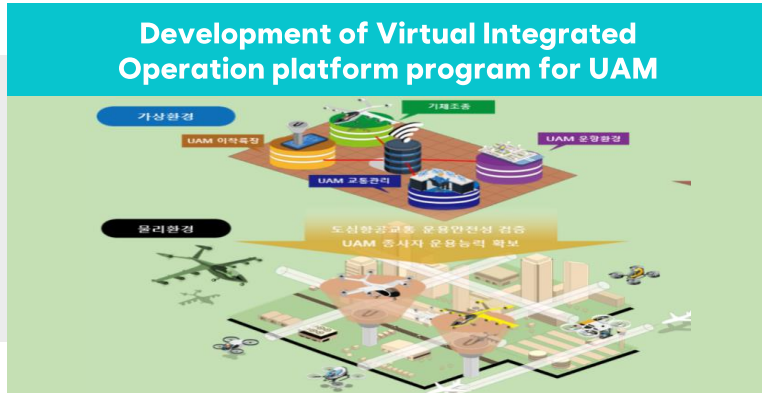 Development of Virtual Integrated
Operation platform program for UAM
가상환경
기체조종
UAM 이착륙장
UAM 운항환경
UAM 교통관리
물리환경
도심항공교통 운용안전성 검증
UAM 종사자 운용능력 확보